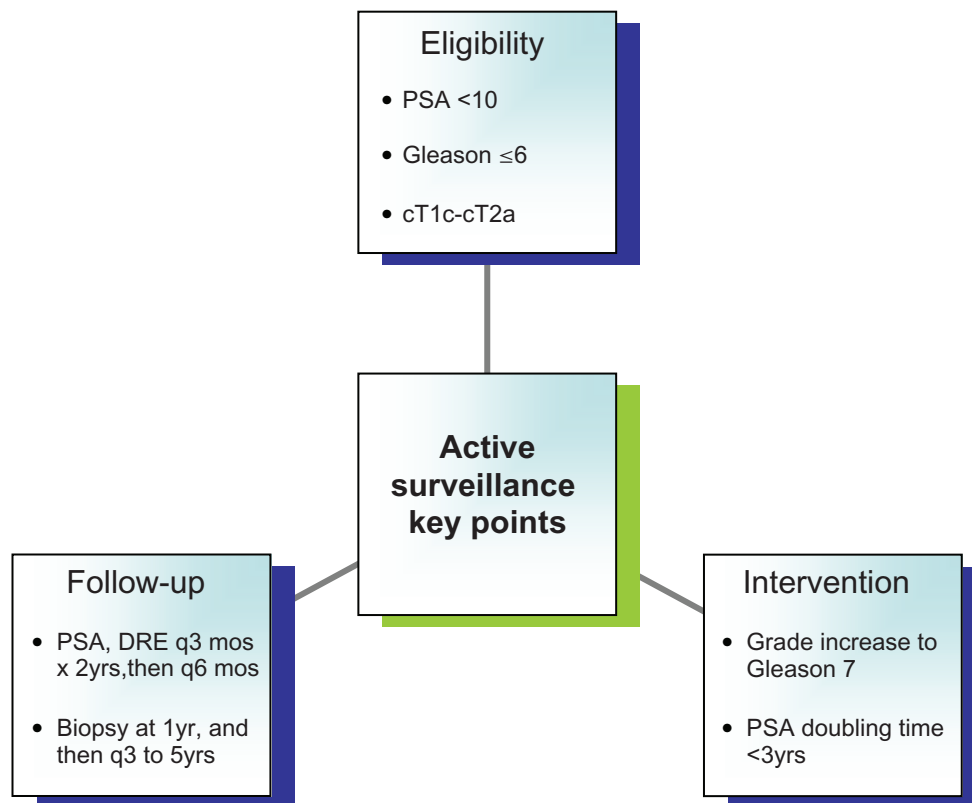 Eligibility
• PSA <10
• Gleason ≤6
• cT1c-cT2a
Active
surveillance
key points
Follow-up
• PSA, DRE q3 mos
x 2yrs,then q6 mos
• Biopsy at 1yr, and
then q3 to 5yrs
Intervention
• Grade increase to
Gleason 7
• PSA doubling time
<3yrs